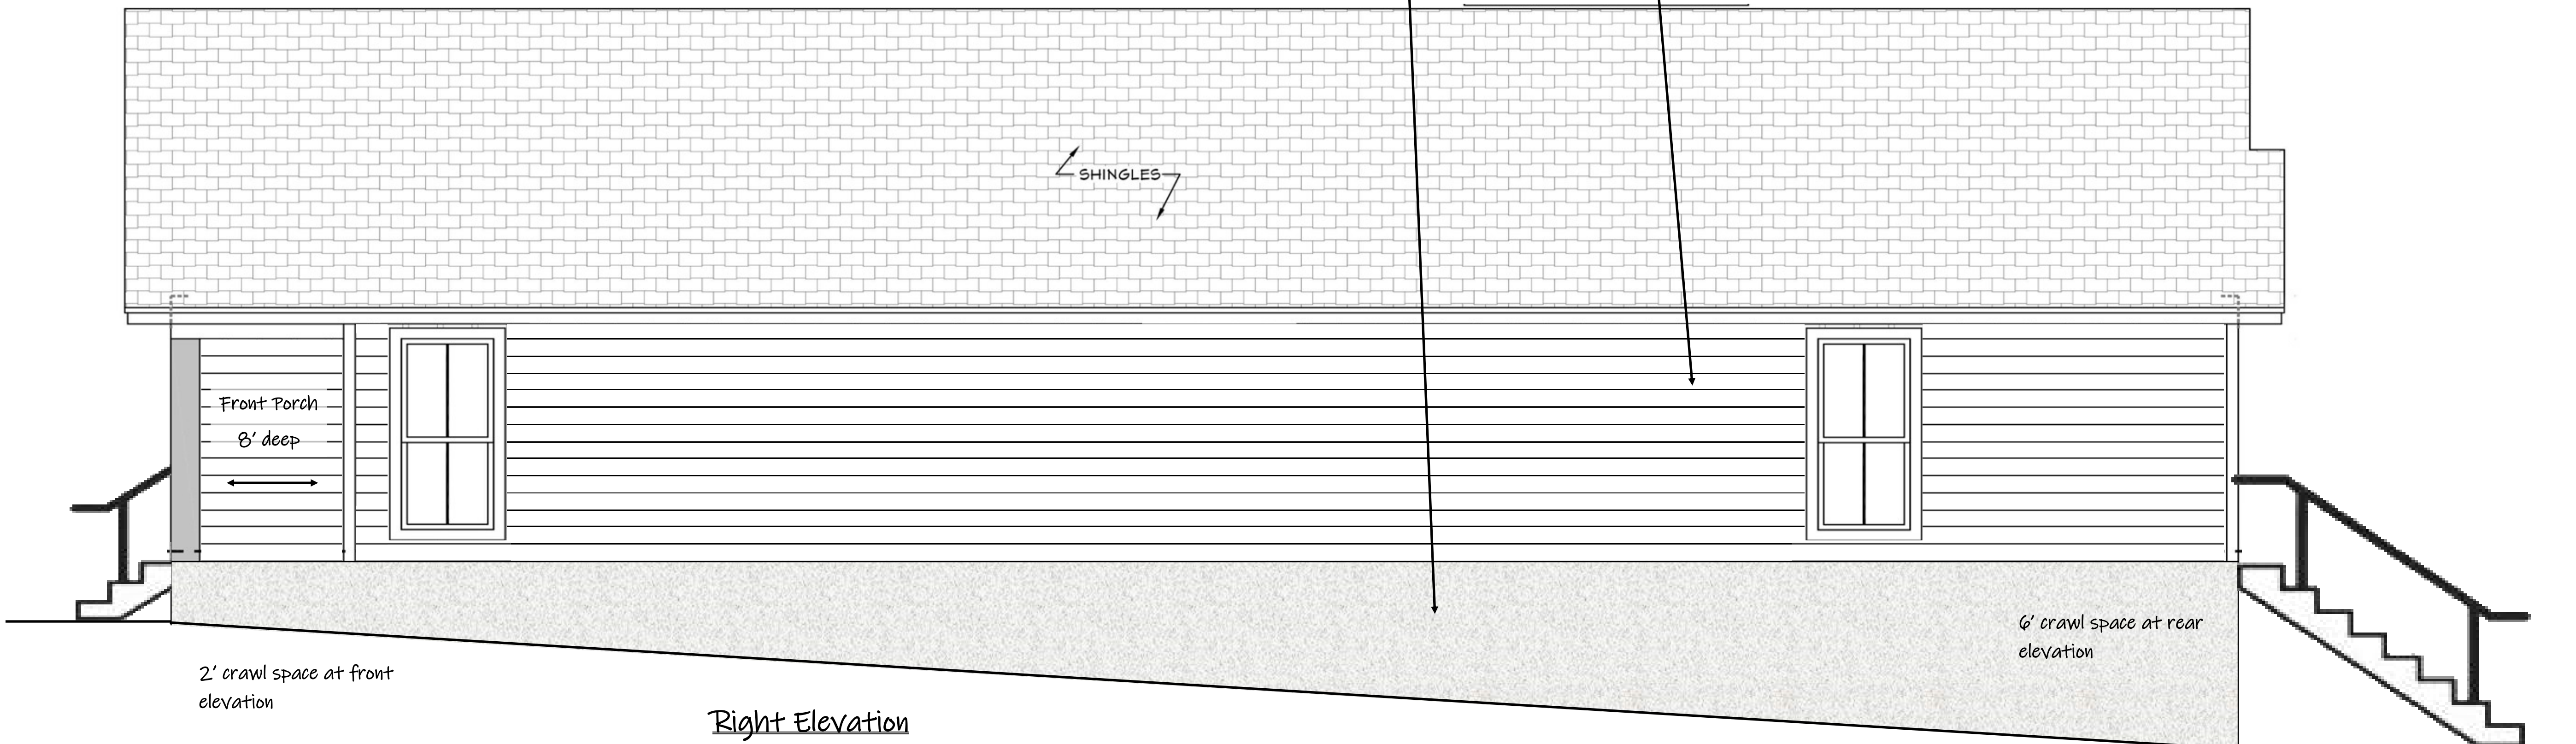 SHINGLES
Front Porch
8' deep
6' crawl space at rear
elevation
2' crawl space at front
elevation
Right Elevation